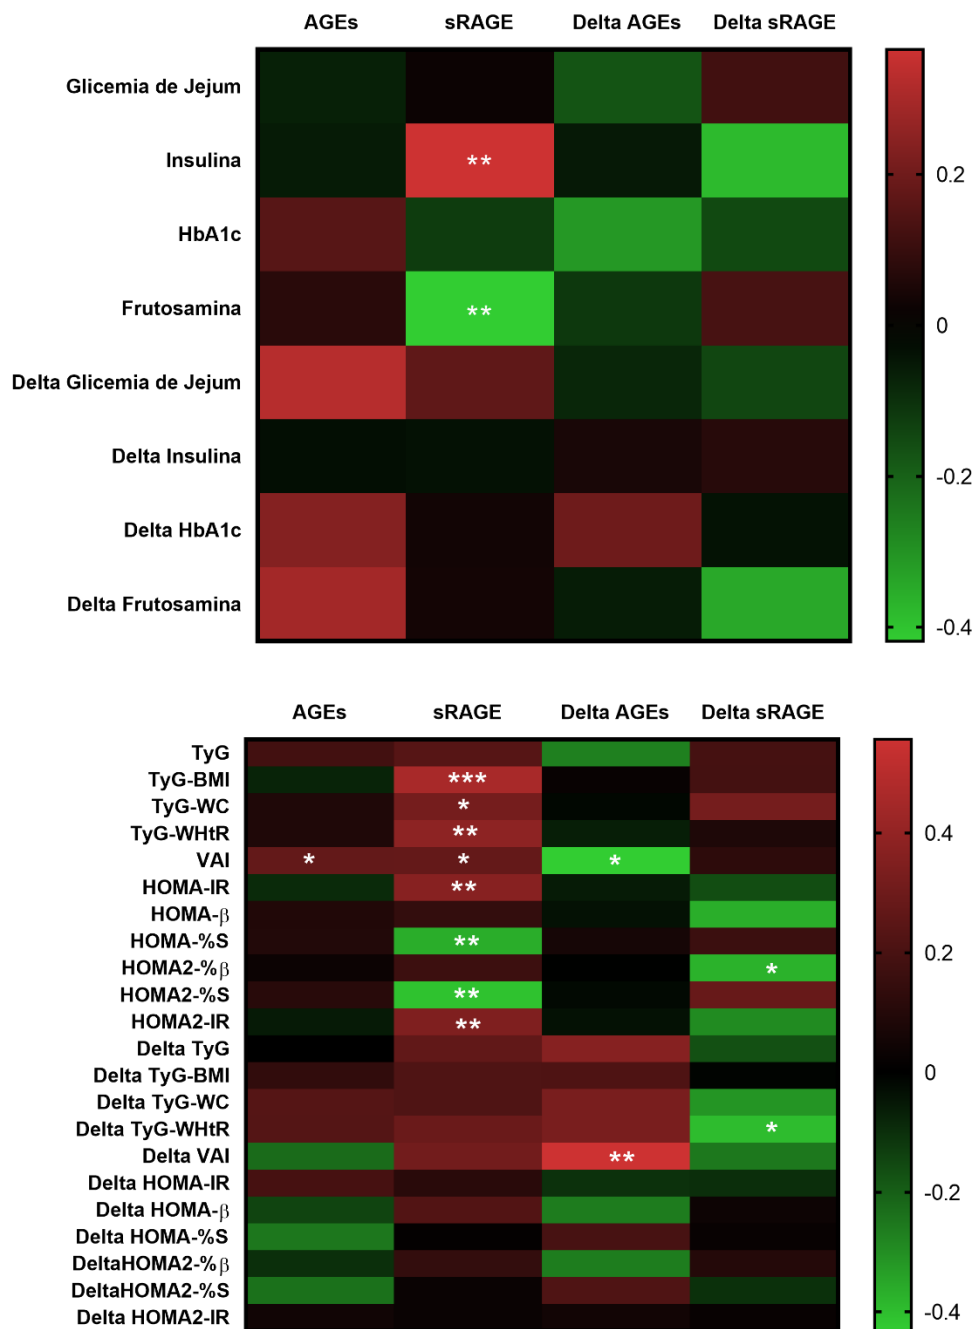 AGEs sRAGE Delta AGEs Delta sRAGE
Glicemia de Jejum
Insulina **
0.2
HbA1c
Frutosamina **
0
Delta Glicemia de Jejum
Delta Insulina
-0.2
Delta HbA1c
Delta Frutosamina
-0.4
AGEs sRAGE Delta AGEs Delta sRAGE
TyG
TyG-BMI ***
TyG-WC *
TyG-WHtR ** 0.4
VAI * * *
HOMA-IR **
HOMA-β
HOMA-%S ** 0.2
HOMA2-%β *
HOMA2-%S **
HOMA2-IR **
Delta TyG 0
Delta TyG-BMI
Delta TyG-WC
Delta TyG-WHtR *
Delta VAI **
Delta HOMA-IR -0.2
Delta HOMA-β
Delta HOMA-%S
DeltaHOMA2-%β
DeltaHOMA2-%S
Delta HOMA2-IR -0.4